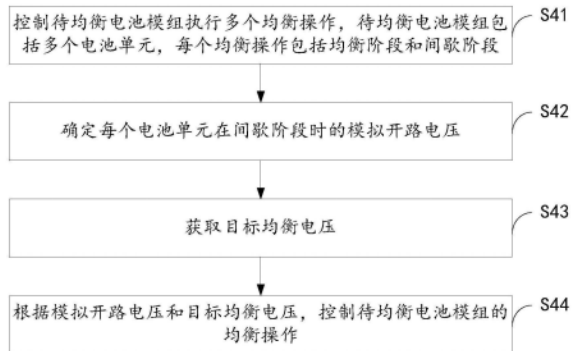 控制待均衡电池模组执行多个均衡操作，待均衡电池模组包
括多个电池单元，每个均衡操作包括均衡阶段和间歇阶段
S41
确定每个电池单元在间歇阶段时的模拟开路电压
S42
获取目标均衡电压
S43
根据模拟开路电压和目标均衡电压，控制待均衡电池模组的
均衡操作
S44